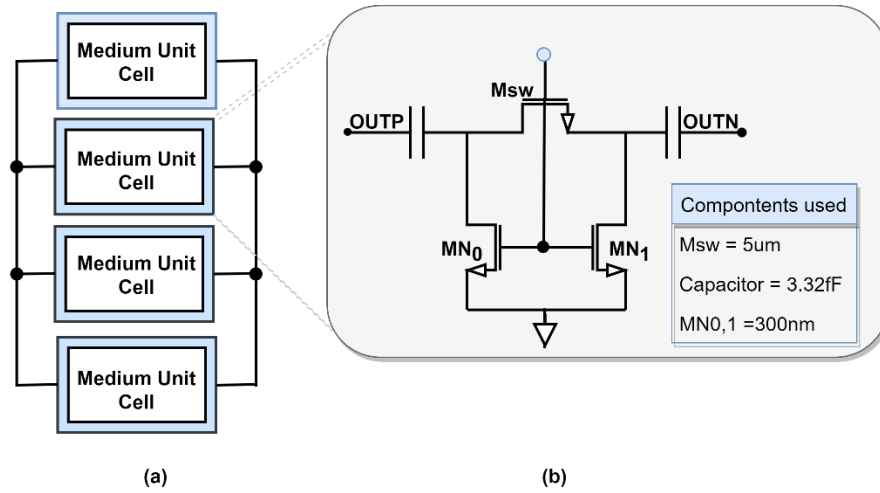 Medium Unit
Cell
Medium Unit
Cell
Medium Unit
Cell
Medium Unit
Cell
(a)
Msw
OUTP
OUTN
MN0
MN1
Compontents used
Msw = 5um
Capacitor = 3.32fF
MN0,1 =300nm
(b)